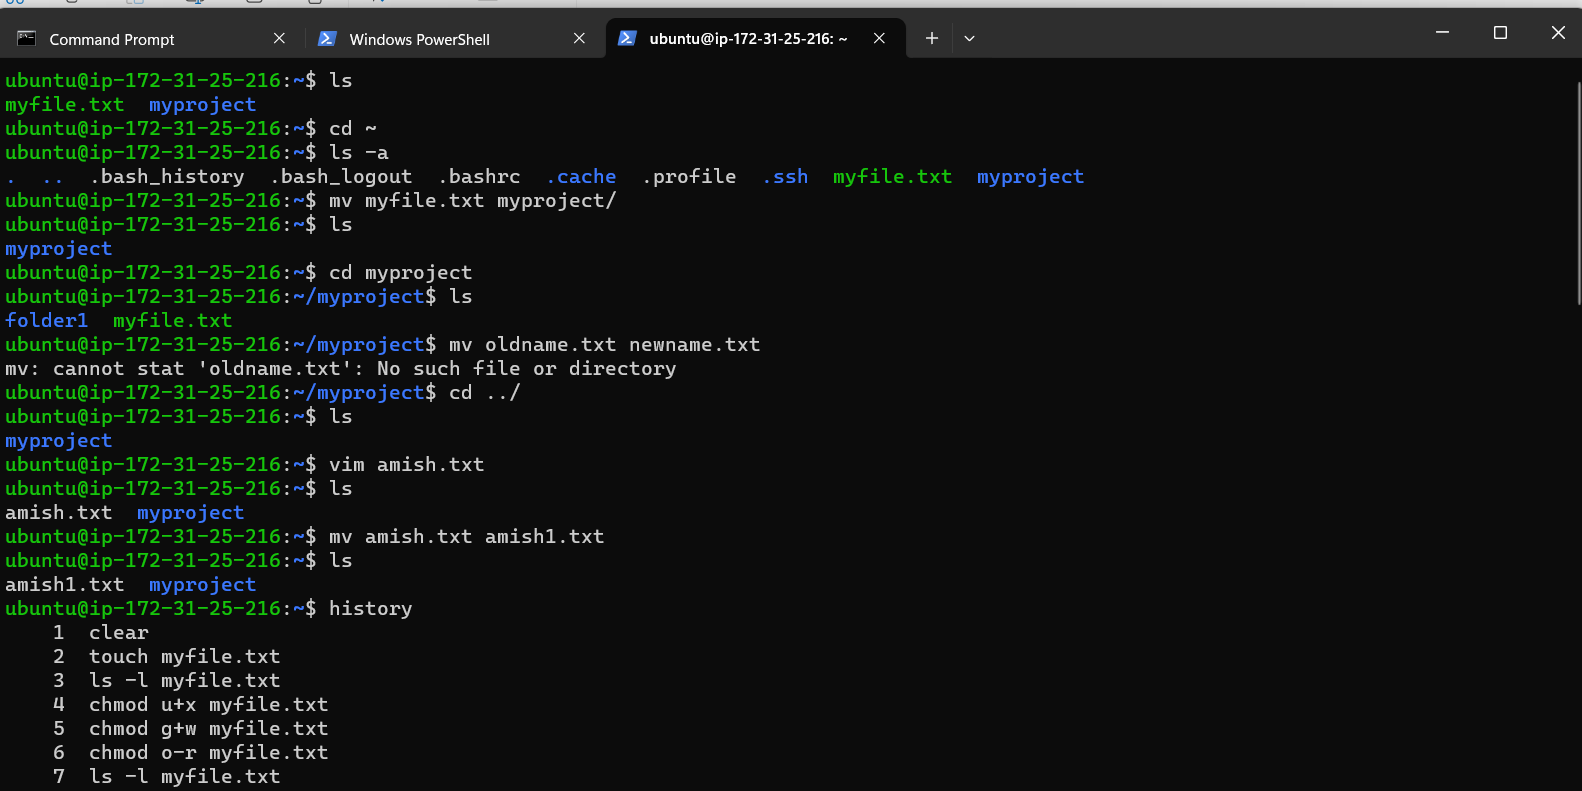 Command Prompt
Windows PowerShell
ubuntu@ip-172-31-25-216: ~
ubuntu@ip-172-31-25-216:~$ ls
myfile.txt  myproject
ubuntu@ip-172-31-25-216:~$ cd ~
ubuntu@ip-172-31-25-216:~$ ls -a
.  ..  .bash_history  .bash_logout  .bashrc  .cache  .profile  .ssh  myfile.txt  myproject
ubuntu@ip-172-31-25-216:~$ mv myfile.txt myproject/
ubuntu@ip-172-31-25-216:~$ ls
myproject
ubuntu@ip-172-31-25-216:~$ cd myproject
ubuntu@ip-172-31-25-216:~/myproject$ ls
folder1  myfile.txt
ubuntu@ip-172-31-25-216:~/myproject$ mv oldname.txt newname.txt
mv: cannot stat 'oldname.txt': No such file or directory
ubuntu@ip-172-31-25-216:~/myproject$ cd ../
ubuntu@ip-172-31-25-216:~$ ls
myproject
ubuntu@ip-172-31-25-216:~$ vim amish.txt
ubuntu@ip-172-31-25-216:~$ ls
amish.txt  myproject
ubuntu@ip-172-31-25-216:~$ mv amish.txt amish1.txt
ubuntu@ip-172-31-25-216:~$ ls
amish1.txt  myproject
ubuntu@ip-172-31-25-216:~$ history
    1  clear
    2  touch myfile.txt
    3  ls -l myfile.txt
    4  chmod u+x myfile.txt
    5  chmod g+w myfile.txt
    6  chmod o-r myfile.txt
    7  ls -l myfile.txt